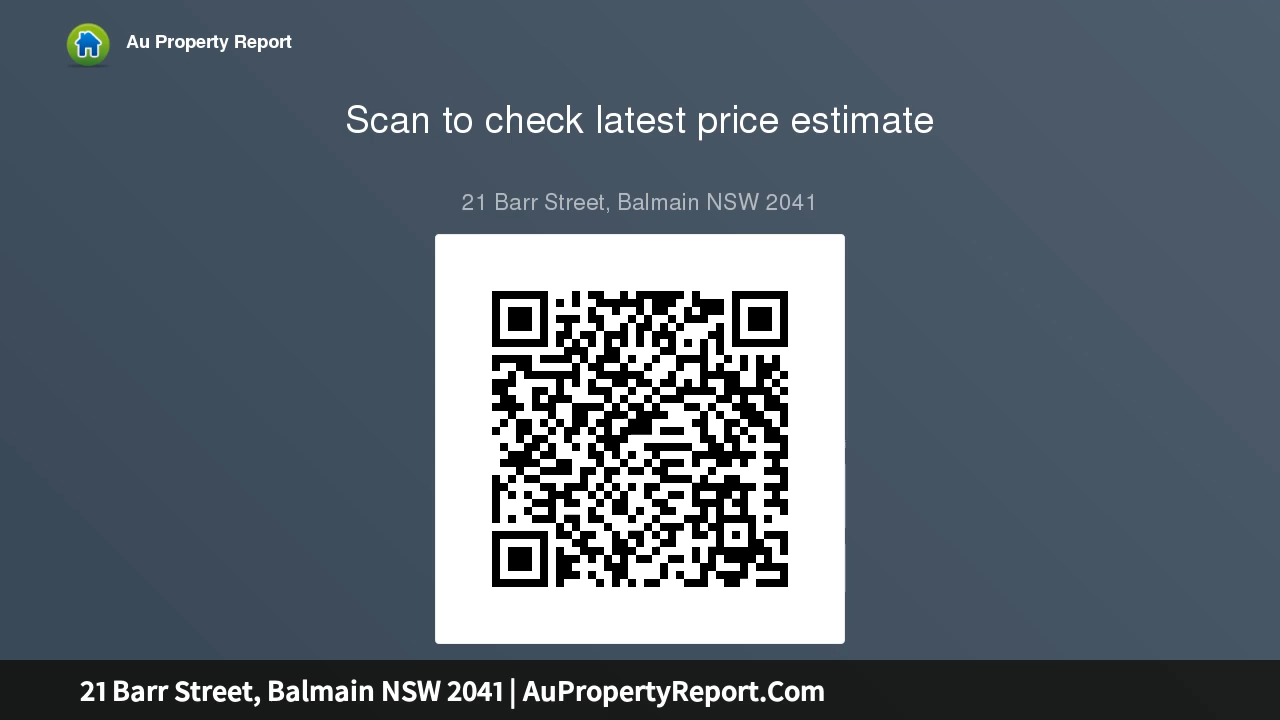 Au Property Report
Scan to check latest price estimate
21 Barr Street, Balmain NSW 2041
21 Barr Street, Balmain NSW 2041 | AuPropertyReport.Com